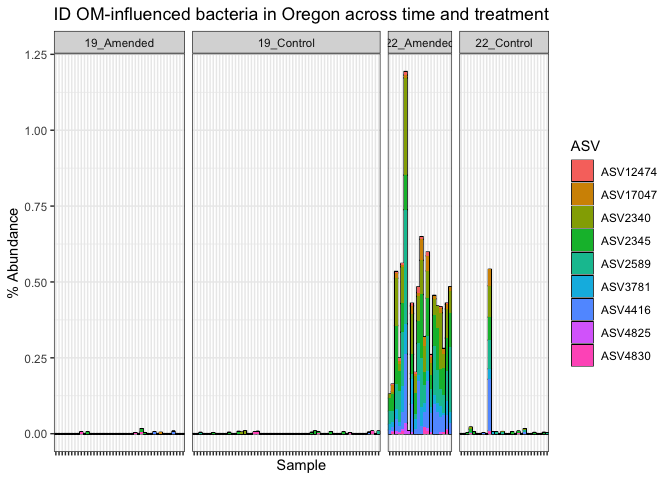 ID OM-influenced bacteria in Oregon across time and treatment
19_Amended
19_Control
22_Amended
22_Control
1.25
1.00
0.75
0.50
0.25
0.00
% Abundance
Sample
ASV
ASV12474
ASV17047
ASV2340
ASV2345
ASV2589
ASV3781
ASV4416
ASV4825
ASV4830